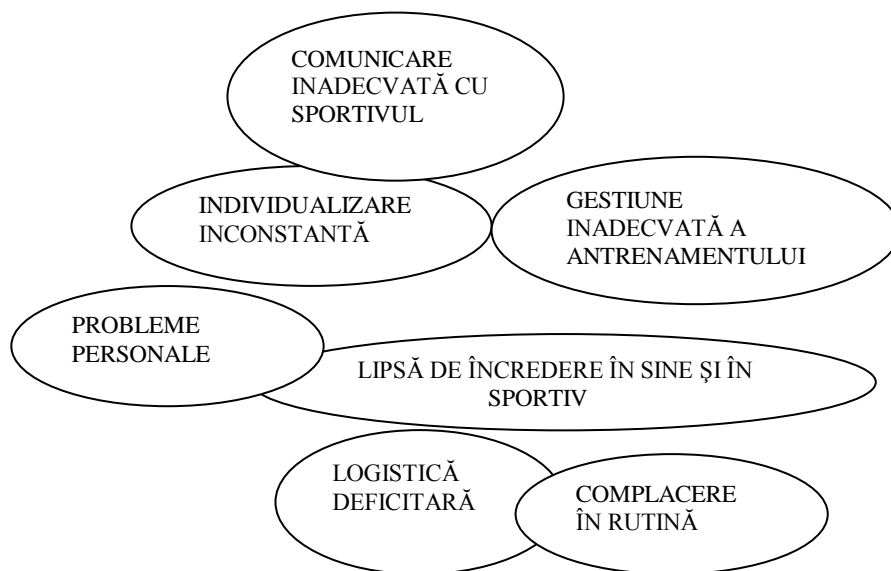 COMUNICARE
INADECVATĂ CU
SPORTIVUL
INDIVIDUALIZARE
INCONSTANTĂ
GESTIUNE
INADECVATĂ A
ANTRENAMENTULUI
PROBLEME
PERSONALE
LIPSĂ DE ÎNCREDERE ÎN SINE ŞI ÎN
SPORTIV
LOGISTICĂ
DEFICITARĂ
COMPLACERE
ÎN RUTINĂ